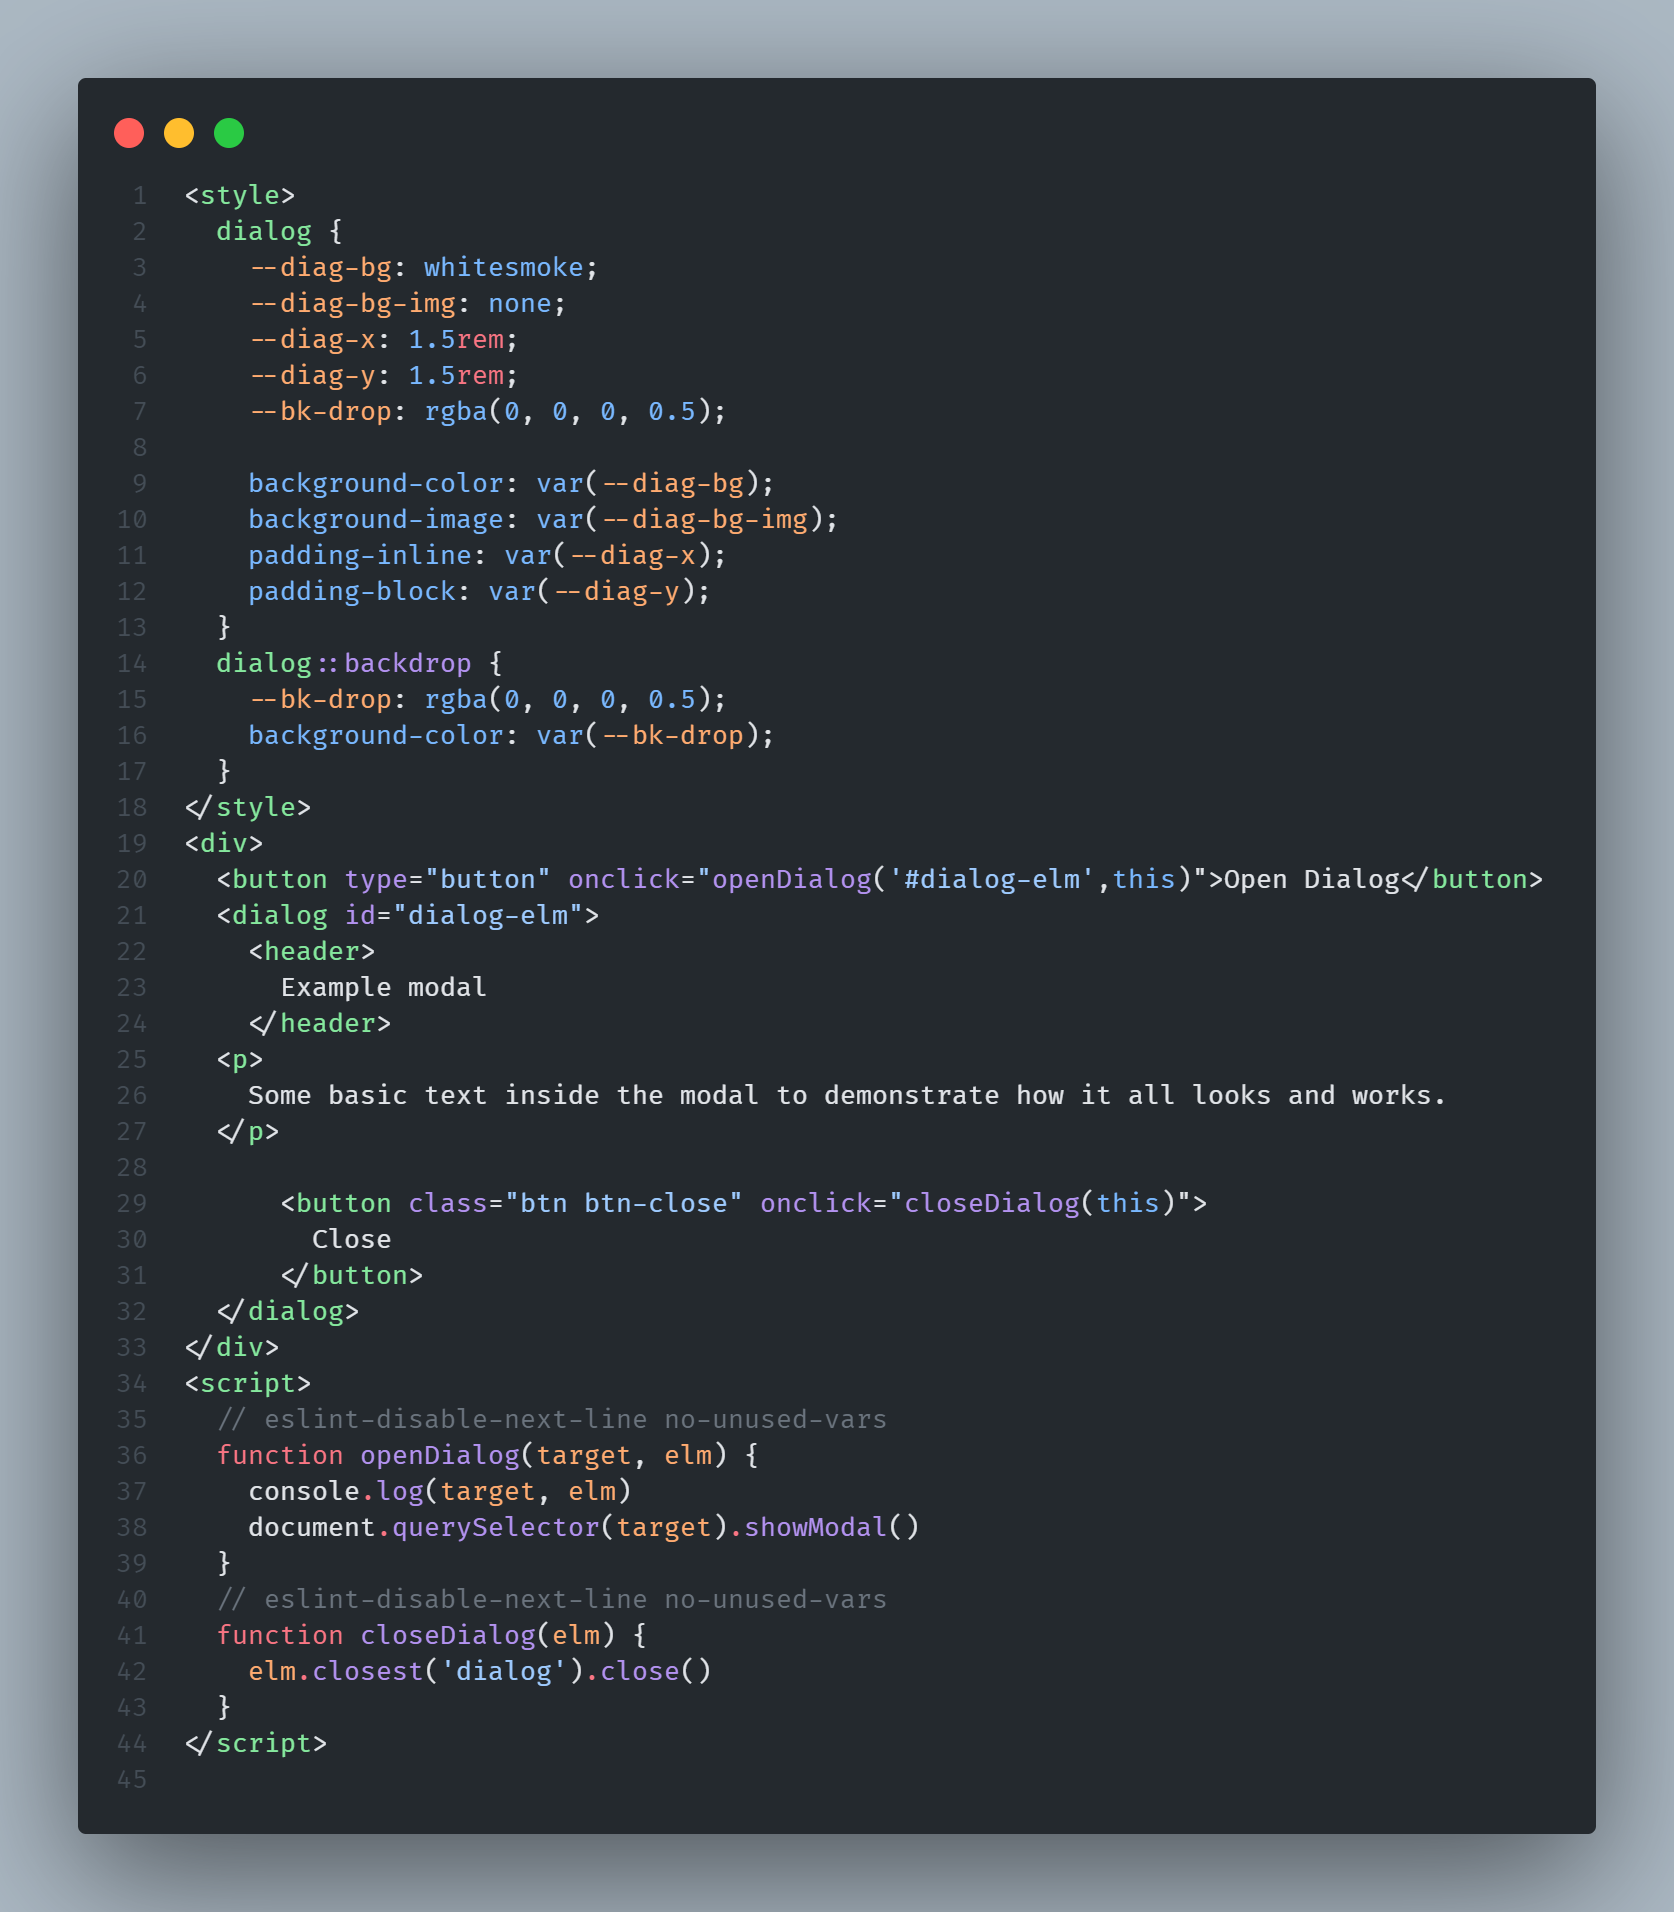 1 <style>
2   dialog {
3     --diag-bg: whitesmoke;
4     --diag-bg-img: none;
5     --diag-x: 1.5rem;
6     --diag-y: 1.5rem;
7     --bk-drop: rgba(0, 0, 0, 0.5);
8
9     background-color: var(--diag-bg);
10     background-image: var(--diag-bg-img);
11     padding-inline: var(--diag-x);
12     padding-block: var(--diag-y);
13   }
14   dialog::backdrop {
15     --bk-drop: rgba(0, 0, 0, 0.5);
16     background-color: var(--bk-drop);
17   }
18 </style>
19 <div>
20   <button type="button" onclick="openDialog('#dialog-elm',this)">Open Dialog</button>
21   <dialog id="dialog-elm">
22     <header>
23       Example modal
24     </header>
25   <p>
26     Some basic text inside the modal to demonstrate how it all looks and works.
27   </p>
28
29       <button class="btn btn-close" onclick="closeDialog(this)">
30         Close
31       </button>
32   </dialog>
33 </div>
34 <script>
35   // eslint-disable-next-line no-unused-vars
36   function openDialog(target, elm) {
37     console.log(target, elm)
38     document.querySelector(target).showModal()
39   }
40   // eslint-disable-next-line no-unused-vars
41   function closeDialog(elm) {
42     elm.closest('dialog').close()
43   }
44 </script>
45